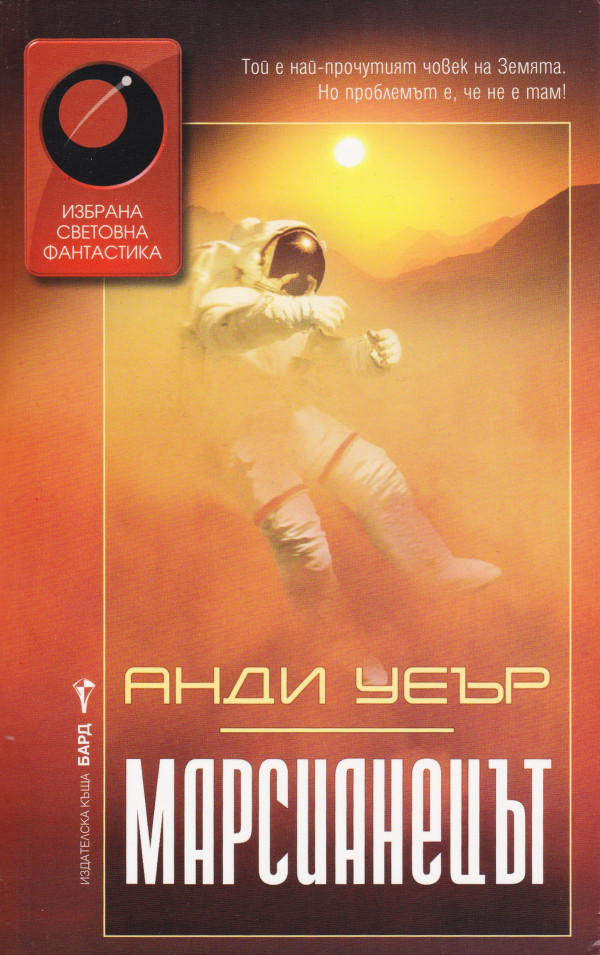 Той е най-прочутият човек на Земята.
Но проблемът е, че не е там!
ИЗБРАНА
СВЕТОВНА
ФАНТАСТИКА
АНДИ УЕЪР
МАРСИАНЕЦЪТ
ИЗДАТЕЛСКА КЪЩА БАРД